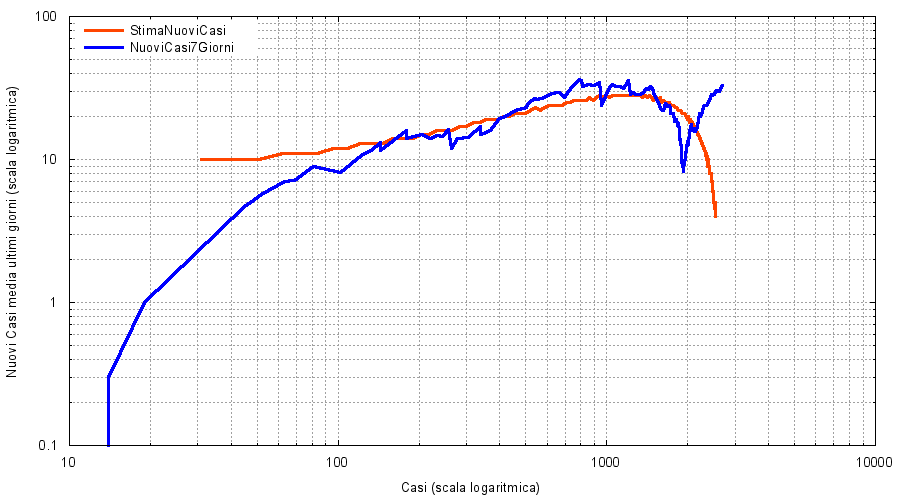 100
StimaNuoviCasi
NuoviCasi7Giorni
10
1
0.1
Nuovi Casi media ultimi giorni (scala logaritmica)
10
100
1000
10000
Casi (scala logaritmica)